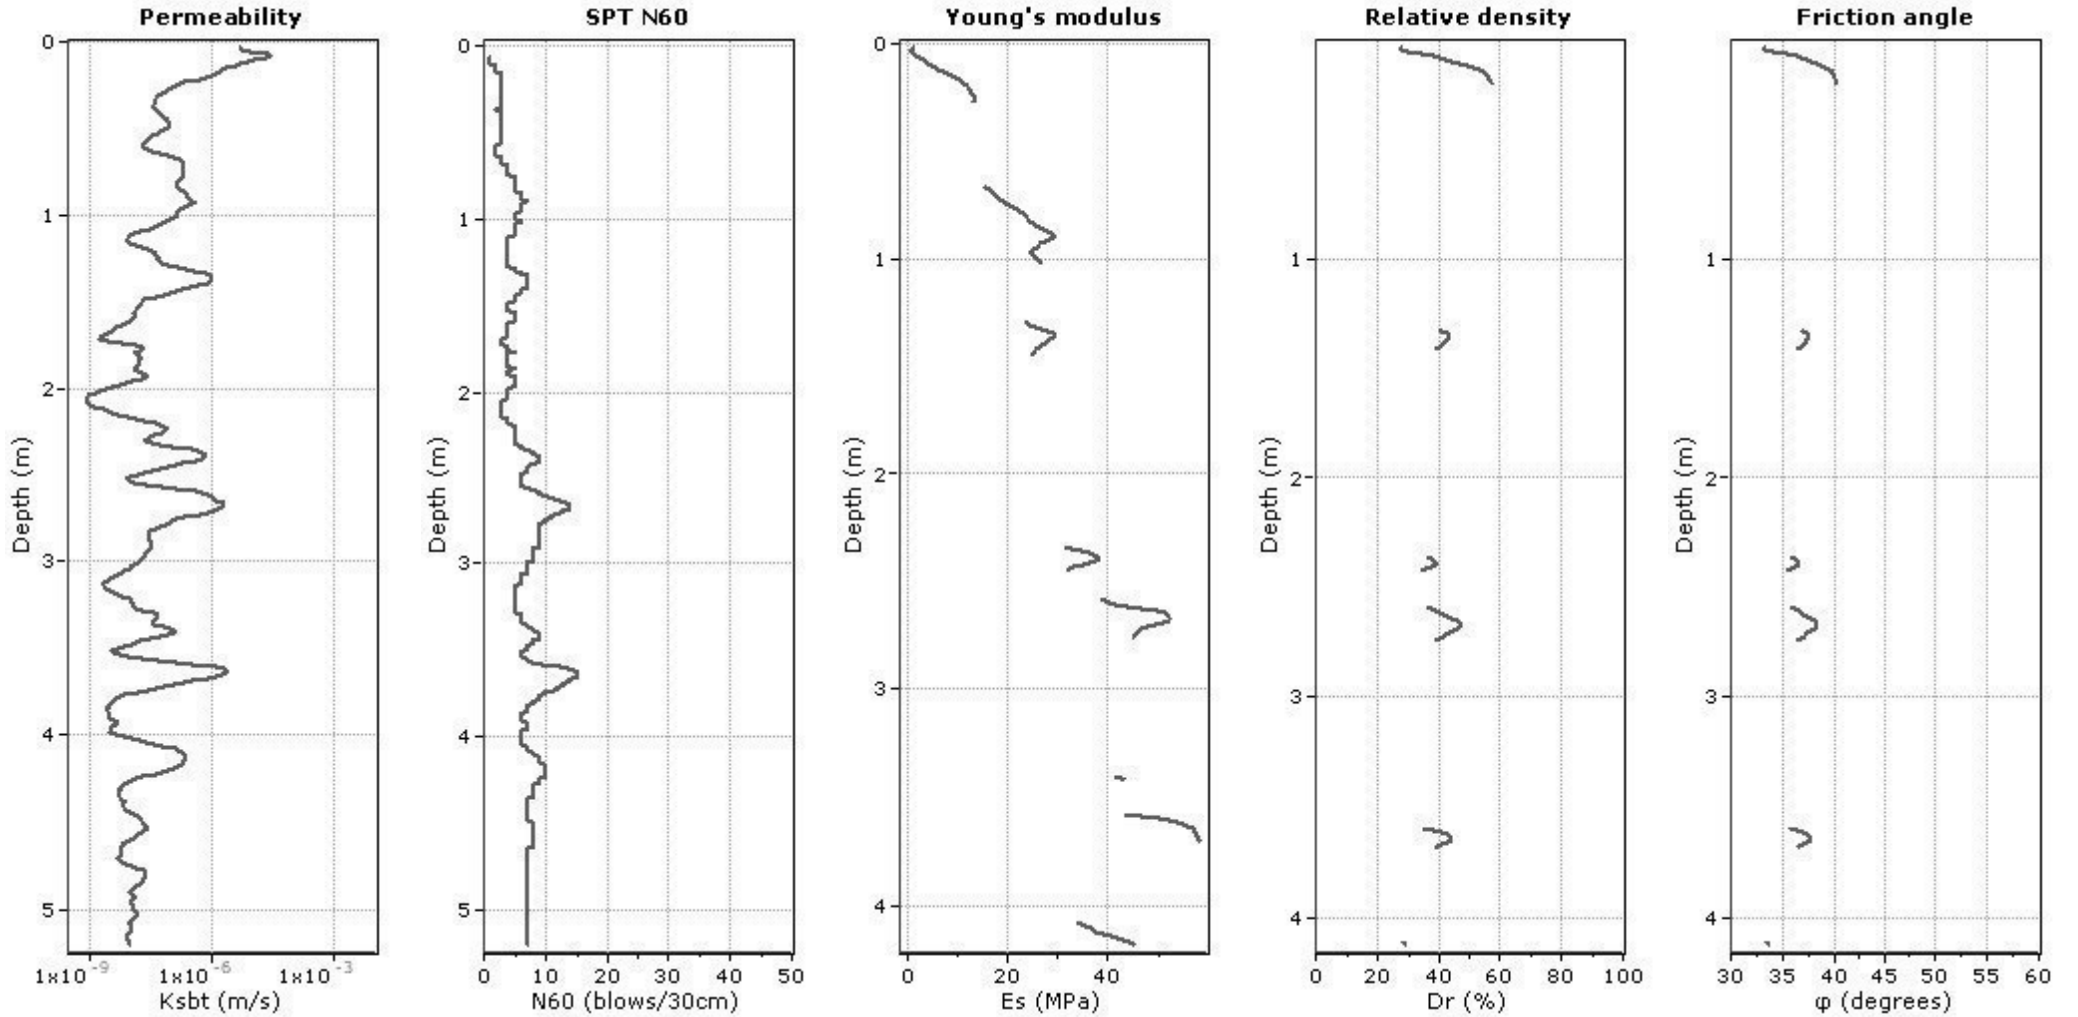 Permeability
SPT N60
Young's modulus
Relative density
Friction angle
0
1
2
3
4
5
Depth (m)
1x10-9
1x10-6
1x10-3
Ksbt (m/s)
0
1
2
3
4
5
Depth (m)
0
10
20
30
40
50
N60 (blows/30cm)
0
1
2
3
4
Depth (m)
0
20
40
Es (MPa)
1
2
3
4
Depth (m)
0
20
40
60
80
100
Dr (%)
1
2
3
4
Depth (m)
30
35
40
45
50
55
60
φ (degrees)